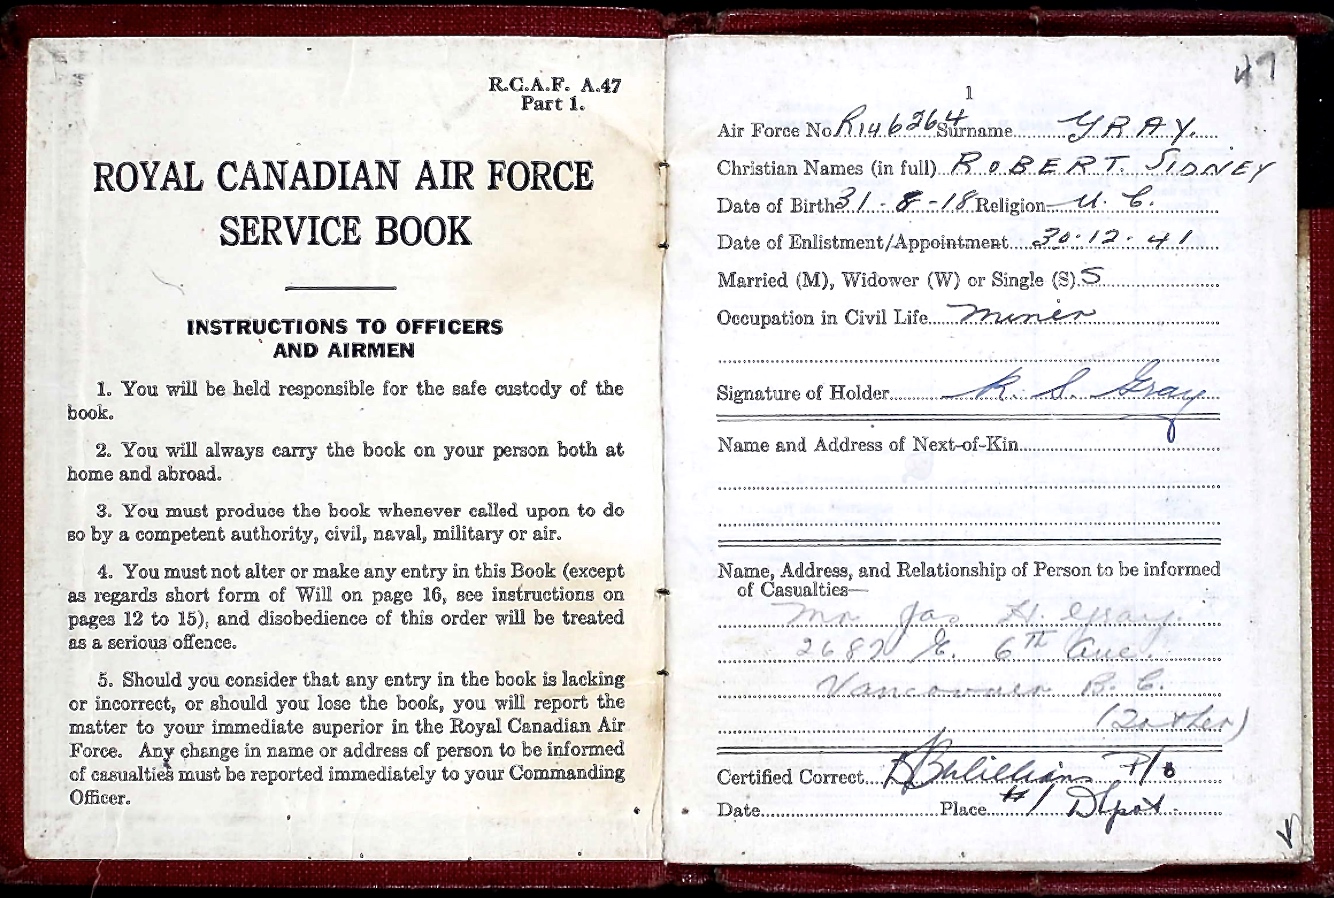 R.C.A.F. A.47
Part 1.
ROYAL CANADIAN AIR FORCE
SERVICE BOOK
INSTRUCTIONS TO OFFICERS
AND AIRMEN
1. You will be held responsible for the safe custody of the
book.
2. You will always carry the book on your person both at
home and abroad.
3. You must produce the book whenever called upon to do
so by a competent authority, civil, naval, military or air.
4. You must not alter or make any entry in this Book (except
as regards short form of Will on page 16, see instructions on
pages 12 to 15), and disobedience of this order will be treated
as a serious offence.
5. Should you consider that any entry in the book is lacking
or incorrect, or should you lose the book, you will report the
matter to your immediate superior in the Royal Canadian Air
Force. Any change in name or address of person to be informed
of casualties must be reported immediately to your Commanding
Officer.
47
1
Air Force No. R146264 Surname GRAY.
Christian Names (in full) ROBERT. SIDNEY
Date of Birth 31-8-18 Religion U. C.
Date of Enlistment/Appointment 30.12.41
Married (M), Widower (W) or Single (S). S
Occupation in Civil Life Miner
Signature of Holder R. S. Gray
Name and Address of Next-of-Kin
Name, Address, and Relationship of Person to be informed
of Casualties—
Mr Jas H. Gray.
2687 E. 6TH Ave.
Vancouver B.C.
Certified Correct
Date Place #1 Depot